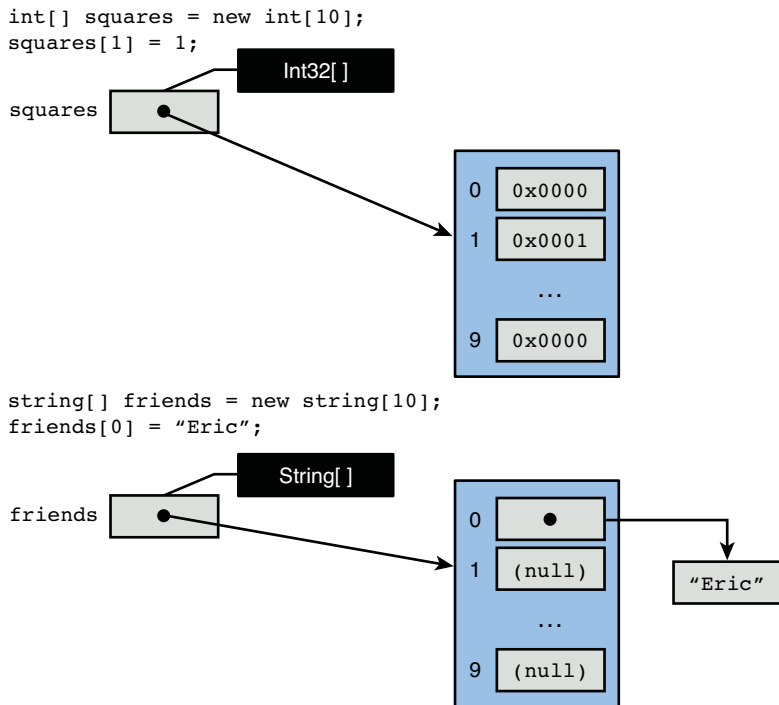 int[] squares = new int[10];
squares[1] = 1;
Int32[ ]
squares
0 0x0000
1 0x0001
...
9 0x0000
string[] friends = new string[10];
friends[0] = “Eric”;
String[ ]
friends
0
1 (null)
“Eric”
...
9 (null)